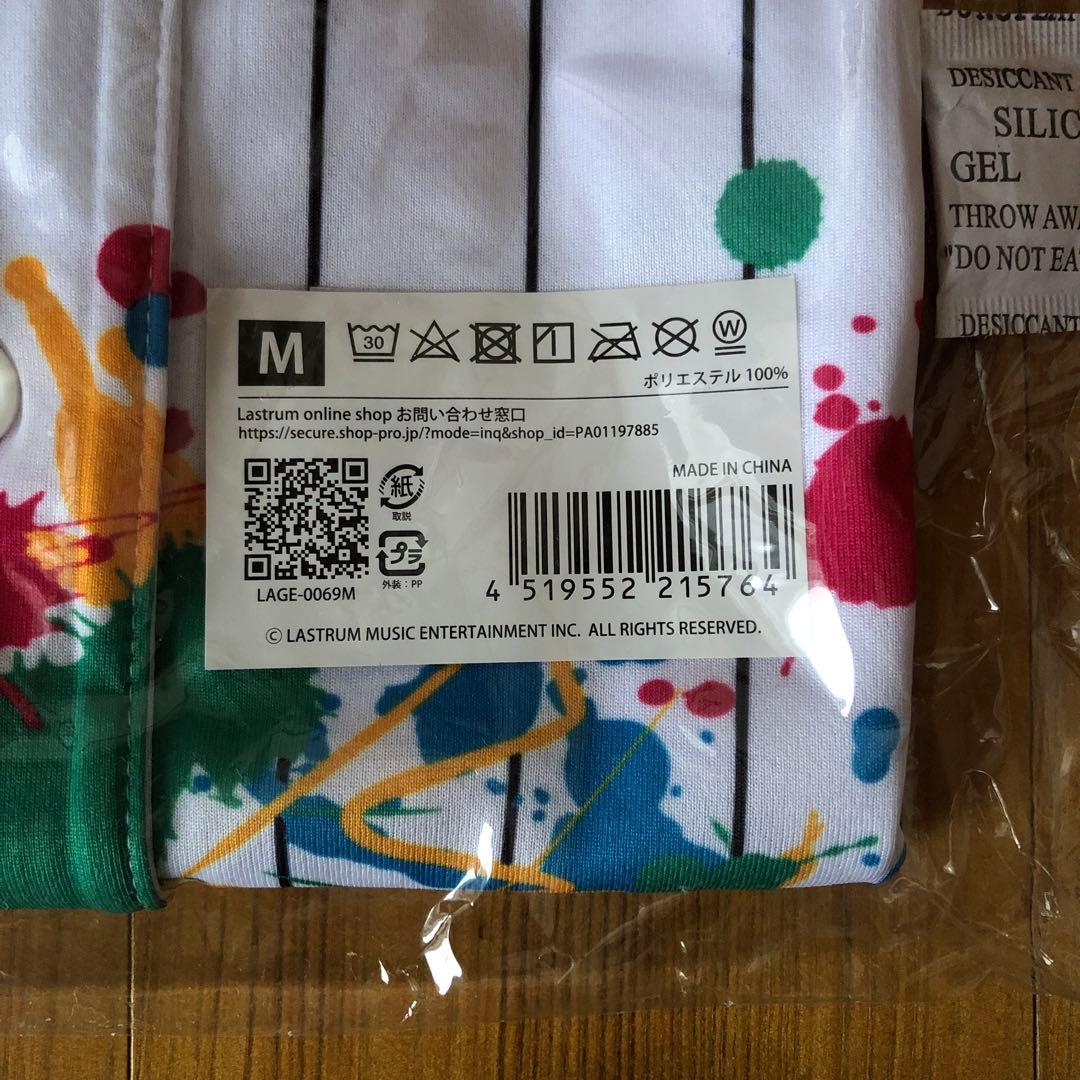 M
30
W
ポリエステル 100%
Lastrum online shop お問い合わせ窓口
https://secure.shop-pro.jp/?mode=inq&shop_id=PA01197885
MADE IN CHINA
紙
取説
プラ
外装：PP
LAGE-0069M
4 519552 215764
© LASTRUM MUSIC ENTERTAINMENT INC. ALL RIGHTS RESERVED.
DESICCANT
SILIC
GEL
THROW AWA
"DO NOT EAT
DESICCANT